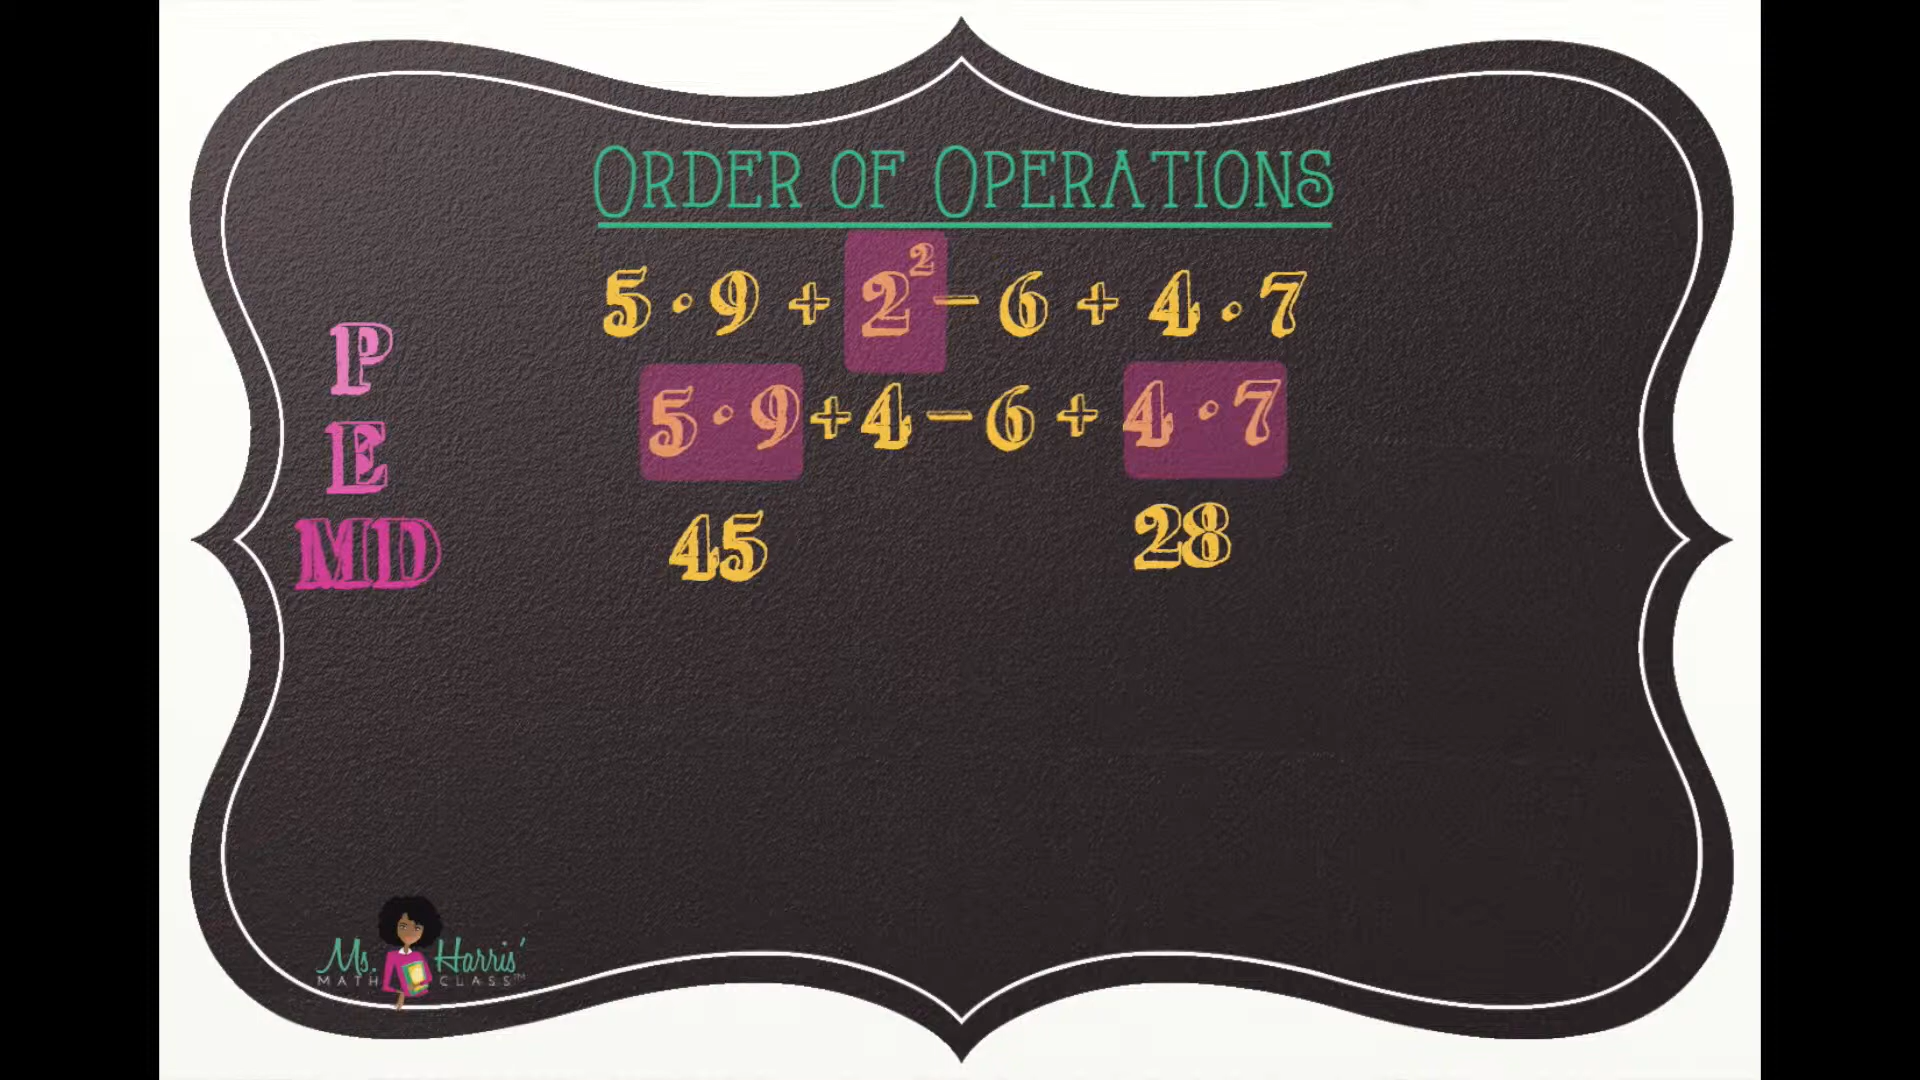 ORDER OF OPERATIONS
5 · 9 + 2² − 6 + 4 · 7
P
5 · 9 + 4 − 6 + 4 · 7
E
MD
45 28
Ms. Harris'
MATH CLASS™